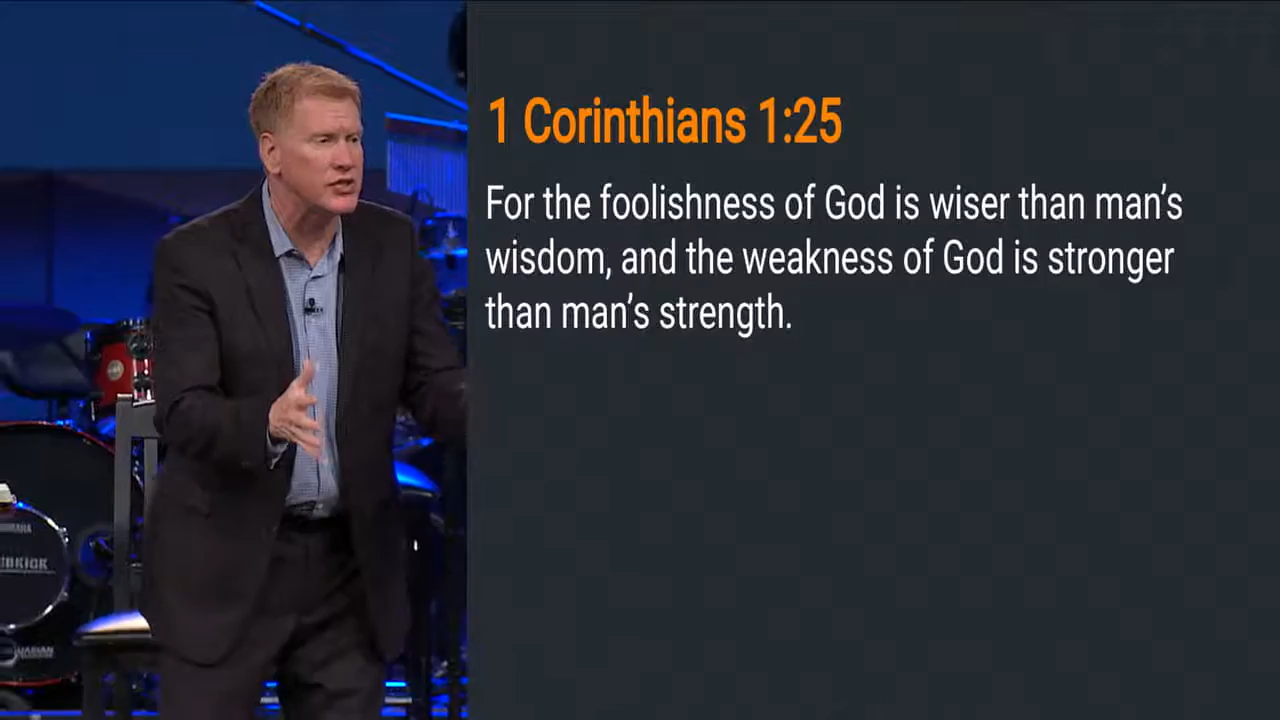 1 Corinthians 1:25
For the foolishness of God is wiser than man’s
wisdom, and the weakness of God is stronger
than man’s strength.